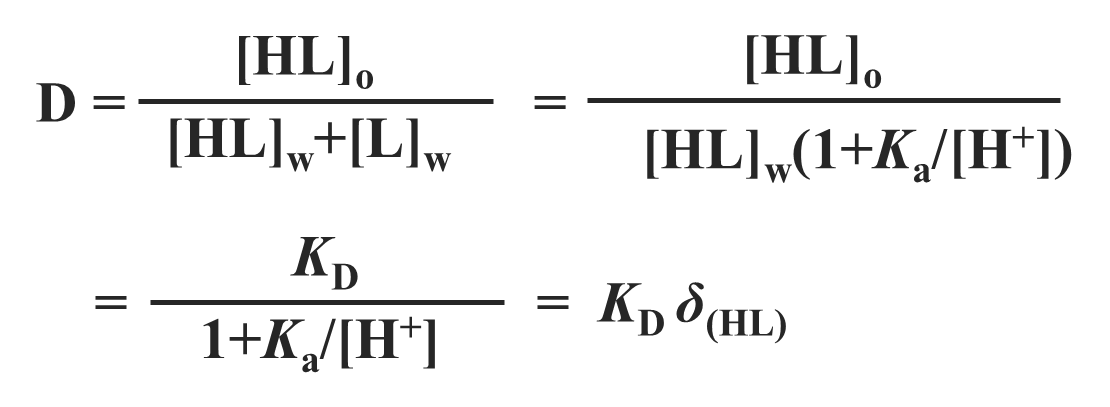 D = [HL]o / [HL]w+[L]w = [HL]o / [HL]w(1+Ka/[H+])
= KD / 1+Ka/[H+] = KD δ(HL)